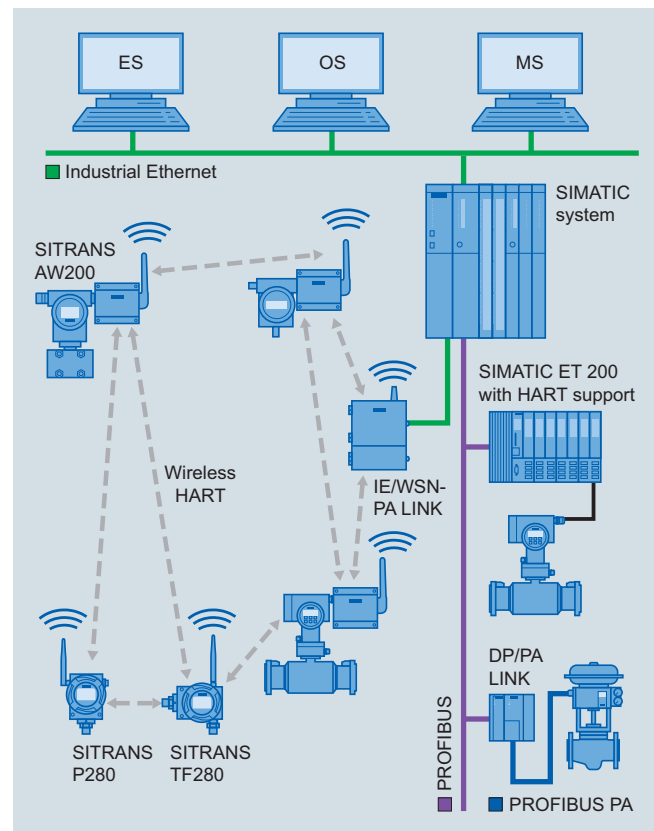 ES
OS
MS
Industrial Ethernet
SIMATIC
system
SITRANS
AW200
SIMATIC ET 200
with HART support
Wireless
HART
IE/WSN-
PA LINK
DP/PA
LINK
SITRANS
P280
SITRANS
TF280
PROFIBUS
PROFIBUS PA